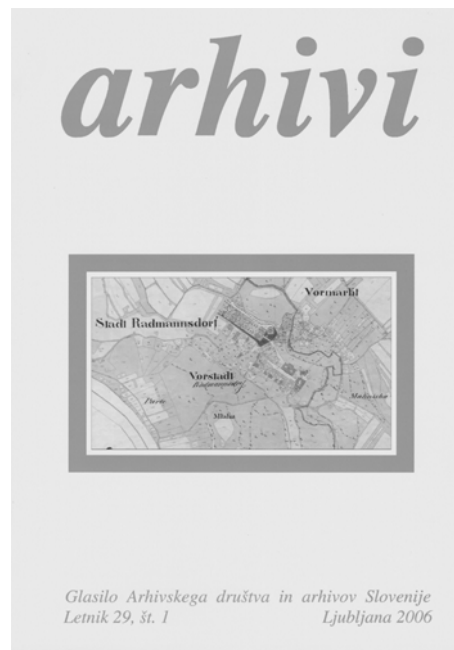 arhivi
Vormarkt
Stadt Radmannsdorf
Vorstadt
Glasilo Arhivskega društva in arhivov Slovenije
Letnik 29, št. 1 Ljubljana 2006